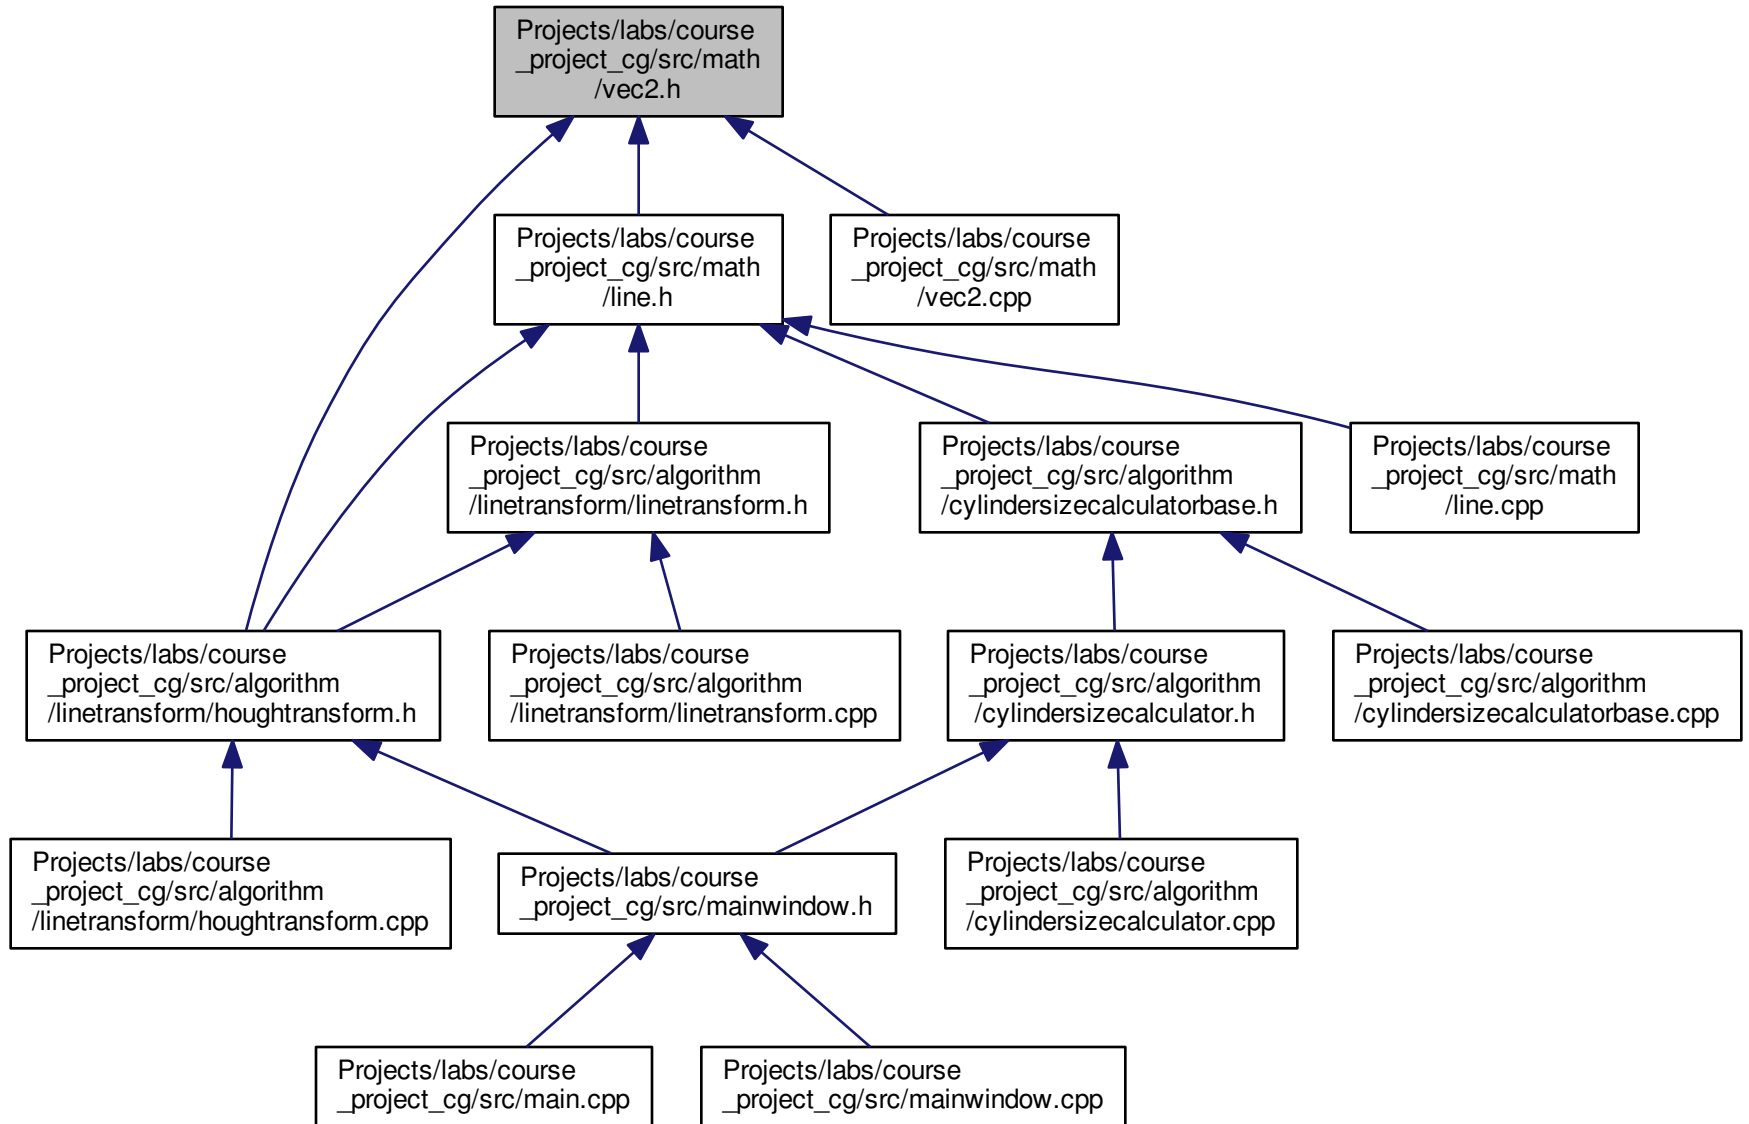 Projects/labs/course
_project_cg/src/math
/vec2.h
Projects/labs/course
_project_cg/src/math
/line.h
Projects/labs/course
_project_cg/src/math
/vec2.cpp
Projects/labs/course
_project_cg/src/algorithm
/linetransform/linetransform.h
Projects/labs/course
_project_cg/src/algorithm
/cylindersizecalculatorbase.h
Projects/labs/course
_project_cg/src/math
/line.cpp
Projects/labs/course
_project_cg/src/algorithm
/linetransform/houghtransform.h
Projects/labs/course
_project_cg/src/algorithm
/linetransform/linetransform.cpp
Projects/labs/course
_project_cg/src/algorithm
/cylindersizecalculator.h
Projects/labs/course
_project_cg/src/algorithm
/cylindersizecalculatorbase.cpp
Projects/labs/course
_project_cg/src/algorithm
/linetransform/houghtransform.cpp
Projects/labs/course
_project_cg/src/mainwindow.h
Projects/labs/course
_project_cg/src/algorithm
/cylindersizecalculator.cpp
Projects/labs/course
_project_cg/src/main.cpp
Projects/labs/course
_project_cg/src/mainwindow.cpp